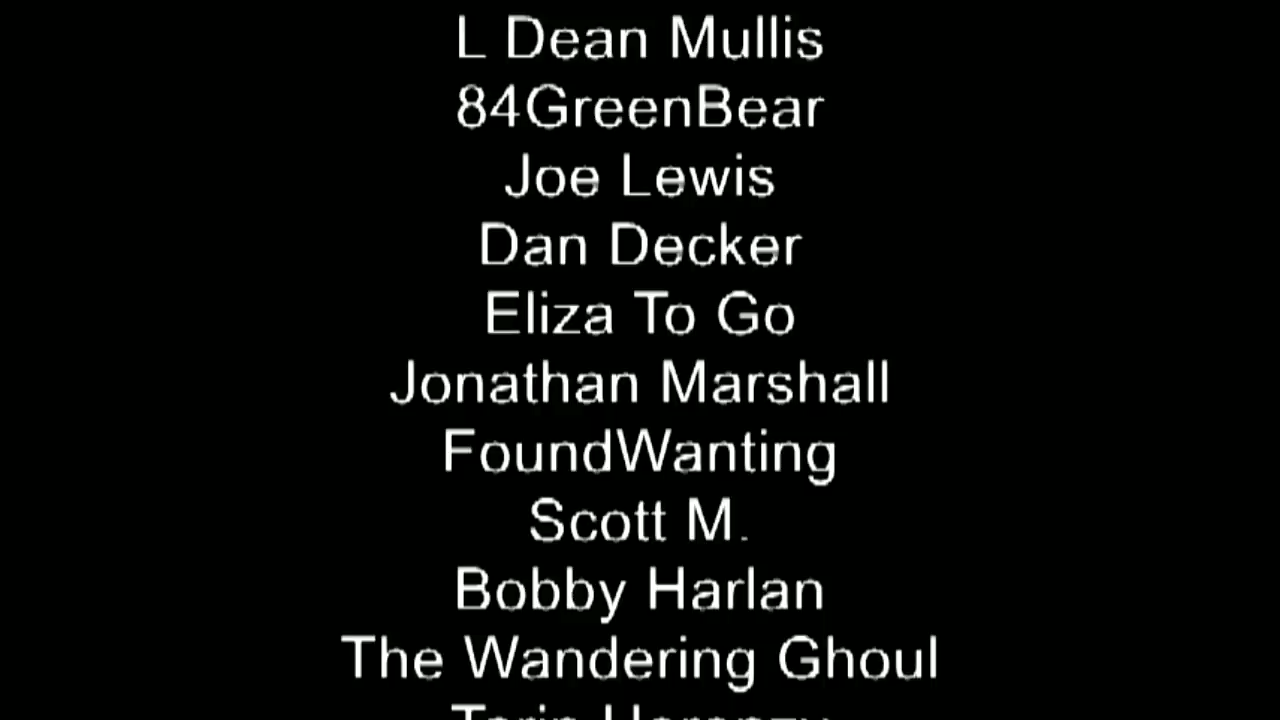 L Dean Mullis
84GreenBear
Joe Lewis
Dan Decker
Eliza To Go
Jonathan Marshall
FoundWanting
Scott M.
Bobby Harlan
The Wandering Ghoul